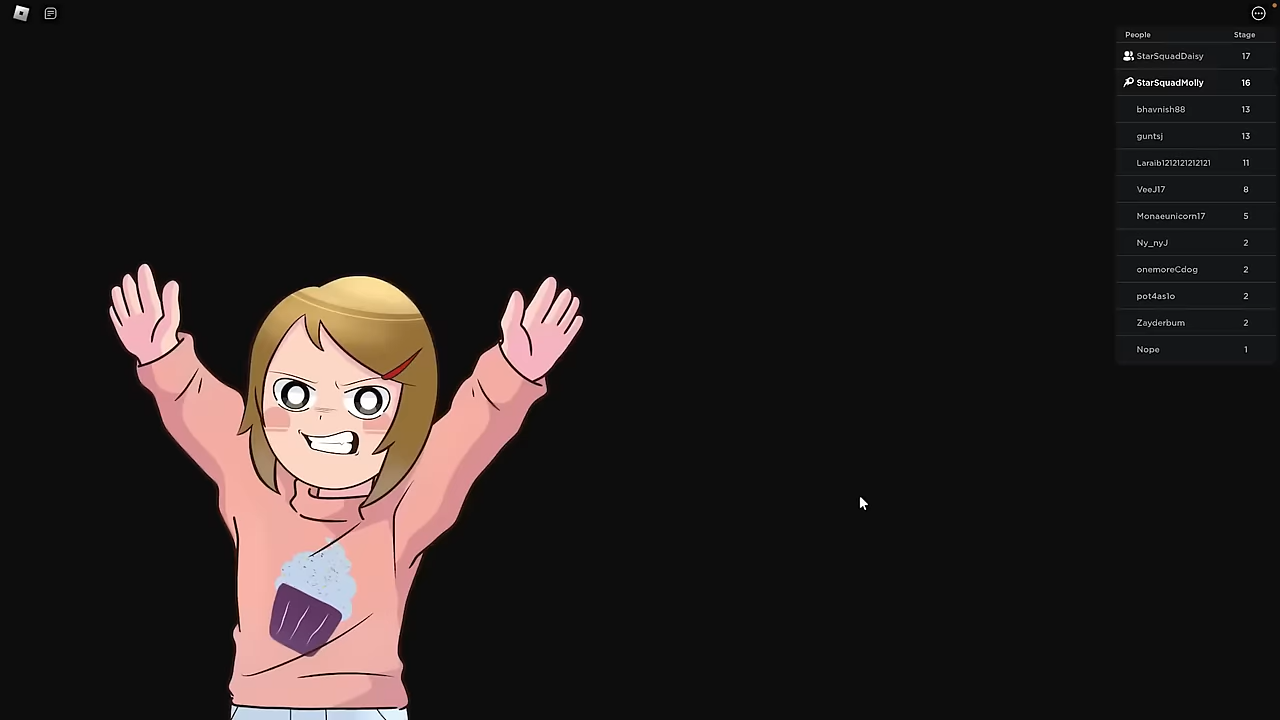 People Stage
StarSquadDaisy 17
StarSquadMolly 16
bhavnish88 13
guntsj 13
Laraib1212121212121 11
VeeJ17 8
Monaeunicorn17 5
Ny_nyJ 2
onemoreCdog 2
pot4as1o 2
Zayderbum 2
Nope 1